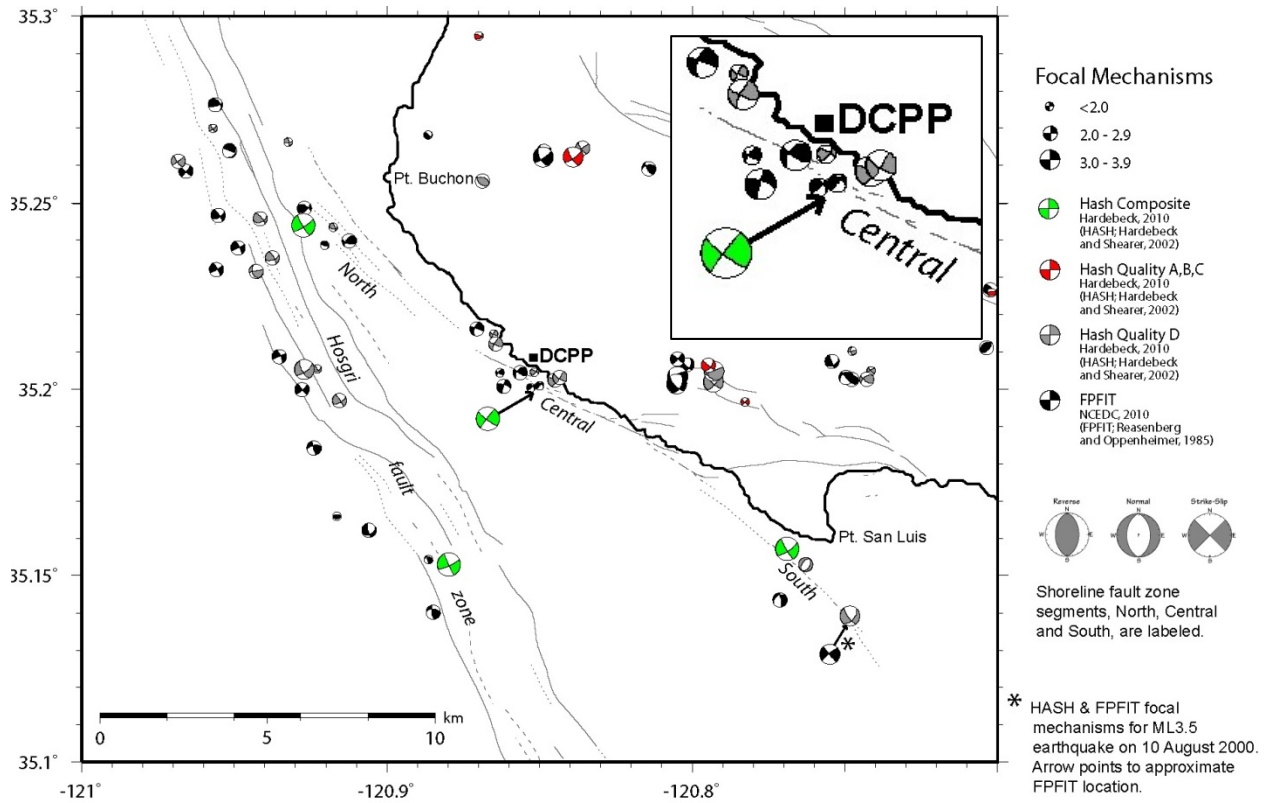 35.3
35.25
35.2
35.15
35.1
-121
-120.9
-120.8
Pt. Buchon
North
Hosgri
fault
zone
DCPP
Central
DCPP
Central
Pt. San Luis
South
*
0
5
10
km
Focal Mechanisms
<2.0
2.0 - 2.9
3.0 - 3.9
Hash Composite
Hardebeck, 2010
(HASH; Hardebeck
and Shearer, 2002)
Hash Quality A,B,C
Hardebeck, 2010
(HASH; Hardebeck
and Shearer, 2002)
Hash Quality D
Hardebeck, 2010
(HASH; Hardebeck
and Shearer, 2002)
FPFIT
NCEDC, 2010
(FPFIT; Reasenberg
and Oppenheimer, 1985)
Reverse
Normal
Strike-Slip
N
N
N
W
E
W
E
W
E
S
S
S
Shoreline fault zone
segments, North, Central
and South, are labeled.
* HASH & FPFIT focal
mechanisms for ML3.5
earthquake on 10 August 2000.
Arrow points to approximate
FPFIT location.